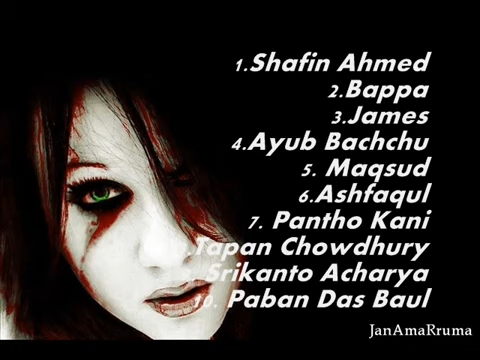 1.Shafin Ahmed
2.Bappa
3.James
4.Ayub Bachchu
5. Maqsud
6.Ashfaqul
7. Pantho Kani
.Tapan Chowdhury
Srikanto Acharya
10. Paban Das Baul
JanAmaRruma